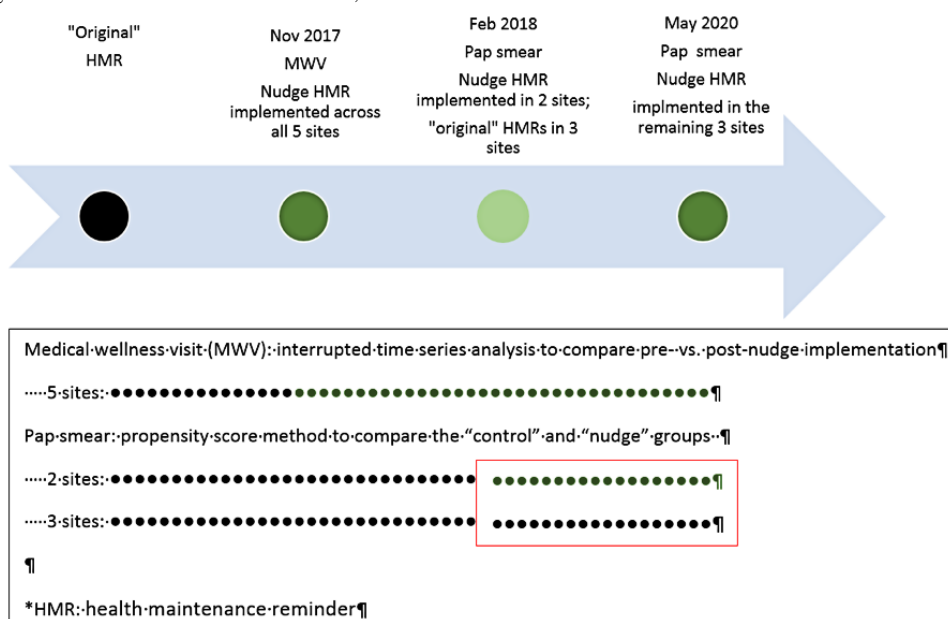 "Original"
HMR
Nov 2017
MWV
Nudge HMR
implemented across
all 5 sites
Feb 2018
Pap smear
Nudge HMR
implemented in 2 sites;
"original" HMRs in 3
sites
May 2020
Pap smear
Nudge HMR
implmented in the
remaining 3 sites
Medical·wellness·visit·(MWV):·interrupted·time·series·analysis·to·compare·pre-·vs.·post-nudge·implementation¶
·····5·sites:·●●●●●●●●●●●●●●●●●●●●●●●●●●●●●●●●●●●●●●●¶
Pap·smear:·propensity·score·method·to·compare·the·“control”·and·“nudge”·groups··¶
·····2·sites:·●●●●●●●●●●●●●●●●●●●●●●●● ●●●●●●●●●●●●●●●¶
·····3·sites:·●●●●●●●●●●●●●●●●●●●●●●●● ●●●●●●●●●●●●●●●¶
¶
*HMR:·health·maintenance·reminder¶